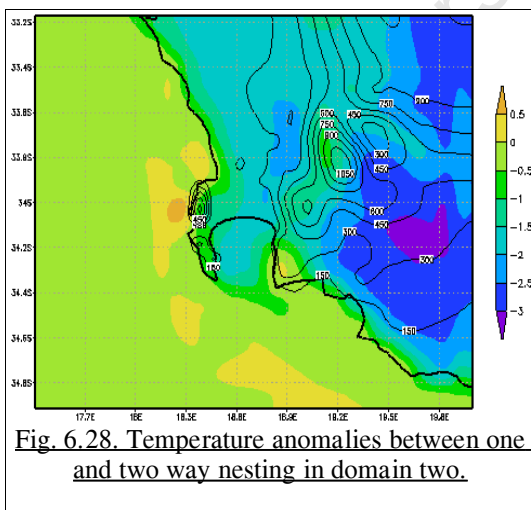 33.2S
33.4S
33.6S
33.8S
34S
34.2S
34.4S
34.6S
34.8S
17.7E 18E 18.3E 18.6E 18.9E 19.2E 19.5E 19.8E
600 450 750 900
750
900
300
450
1050
600
450
450
300
300
150
150
150
0.5
0
-0.5
-1
-1.5
-2
-2.5
-3
Fig. 6.28. Temperature anomalies between one
and two way nesting in domain two.